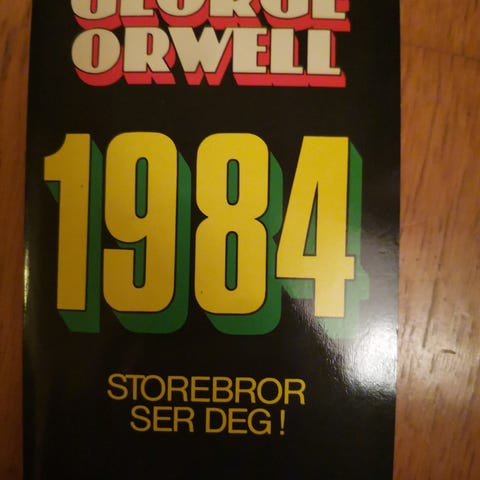 GEORGE
ORWELL
1984
STOREBROR
SER DEG!